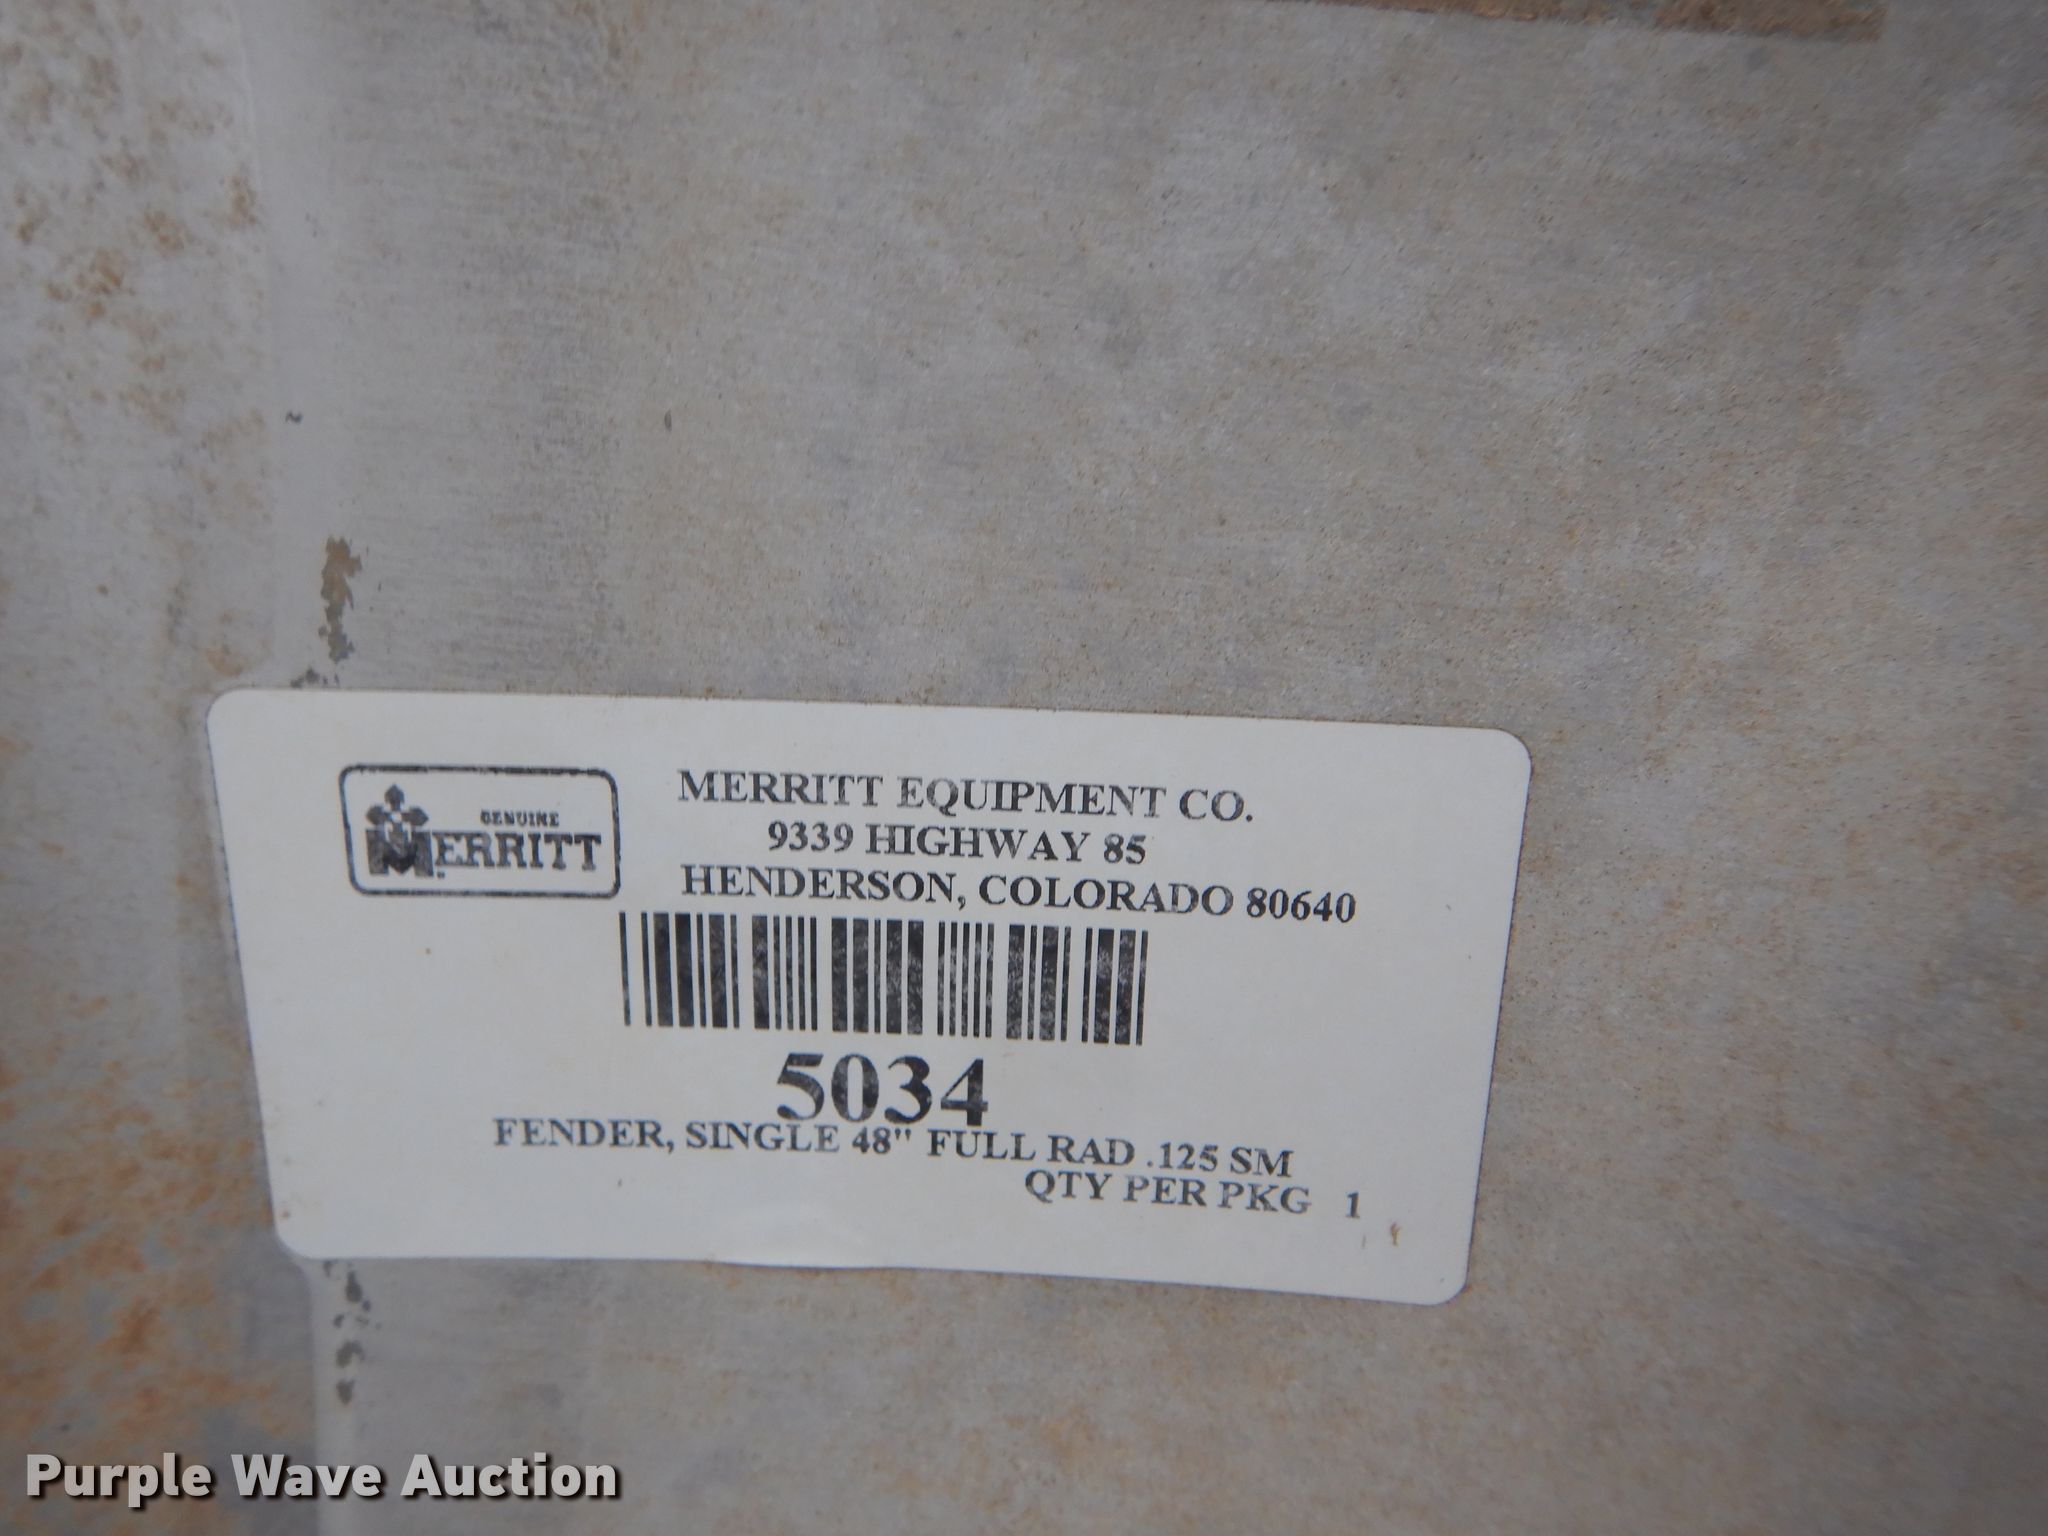 GENUINE
MERRITT
MERRITT EQUIPMENT CO.
9339 HIGHWAY 85
HENDERSON, COLORADO 80640
5034
FENDER, SINGLE 48" FULL RAD .125 SM
QTY PER PKG 1
Purple Wave Auction